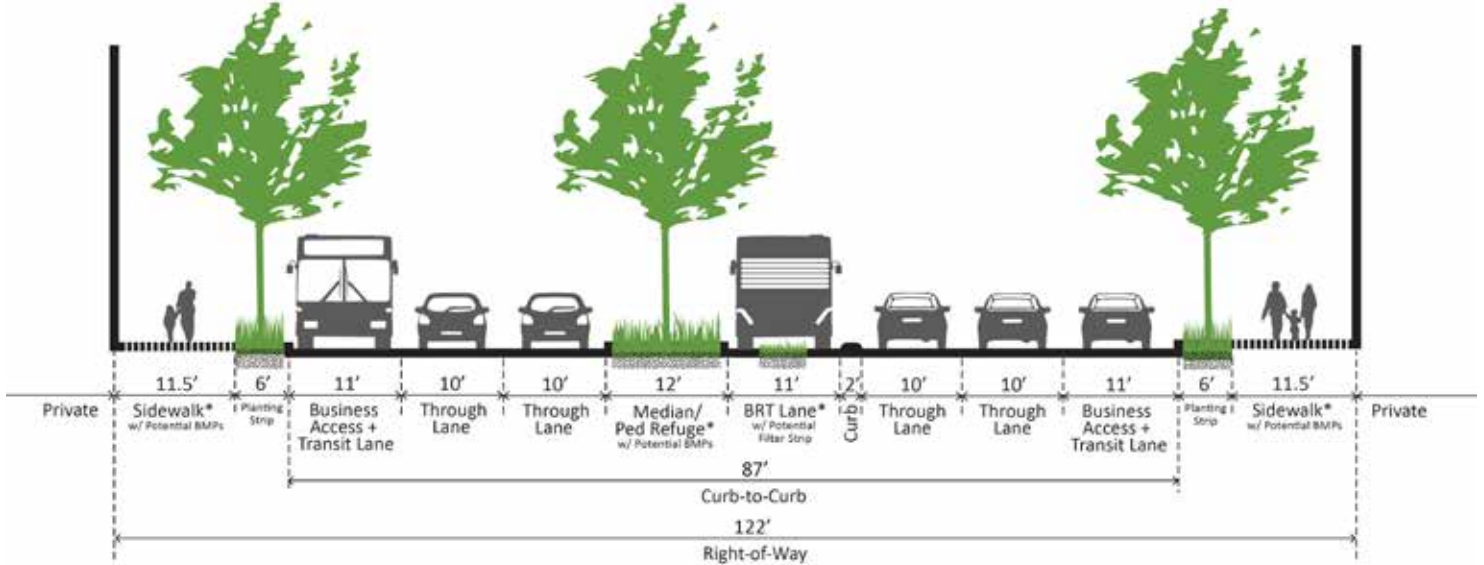 11.5’ 6’ 11’ 10’ 10’ 12’ 11’ 2’ 10’ 10’ 11’ 6’ 11.5’
Private
Sidewalk*
w/ Potential BMPs
Planting
Strip
Business
Access +
Transit Lane
Through
Lane
Through
Lane
Median/
Ped Refuge*
w/ Potential BMPs
BRT Lane*
w/ Potential
Filter Strip
Curb
Through
Lane
Through
Lane
Business
Access +
Transit Lane
Planting
Strip
Sidewalk*
w/ Potential BMPs
Private
87’
Curb-to-Curb
122’
Right-of-Way